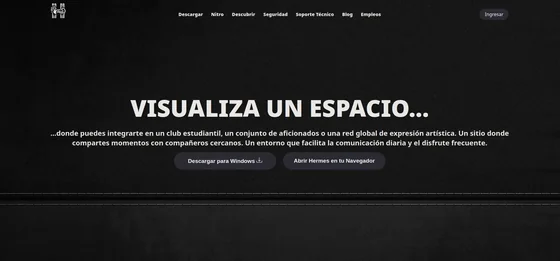 Descargar Nitro Descubrir Seguridad Soporte Técnico Blog Empleos Ingresar
VISUALIZA UN ESPACIO...
...donde puedes integrarte en un club estudiantil, un conjunto de aficionados o una red global de expresión artística. Un sitio donde
compartes momentos con compañeros cercanos. Un entorno que facilita la comunicación diaria y el disfrute frecuente.
Descargar para Windows Abrir Hermes en tu Navegador